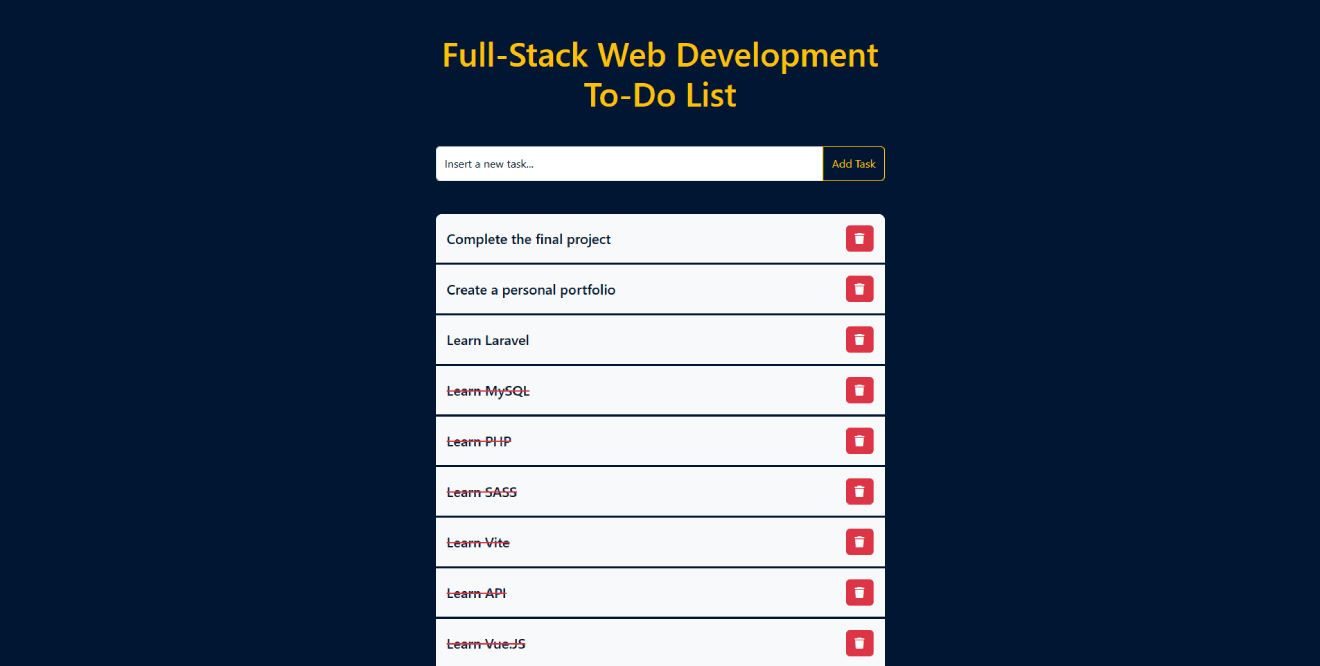 Full-Stack Web Development
To-Do List
Insert a new task...
Add Task
Complete the final project
Create a personal portfolio
Learn Laravel
Learn MySQL
Learn PHP
Learn SASS
Learn Vite
Learn API
Learn Vue.JS